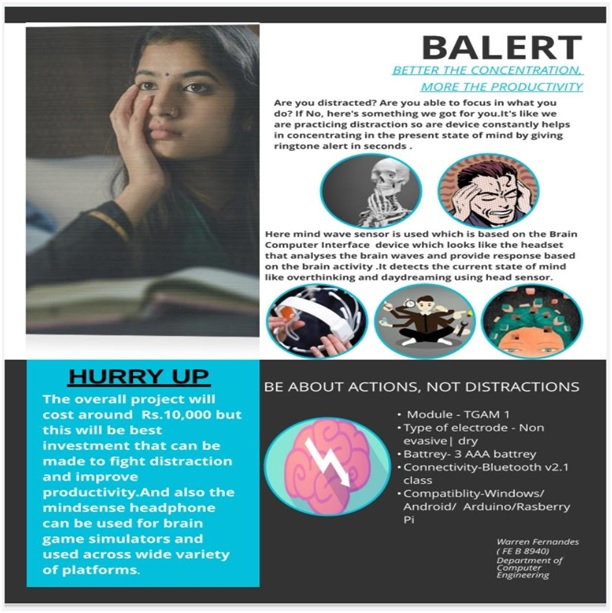 BALERT
BETTER THE CONCENTRATION,
MORE THE PRODUCTIVITY
Are you distracted? Are you able to focus in what you
do? If No, here's something we got for you.It's like we
are practicing distraction so are device constantly helps
in concentrating in the present state of mind by giving
ringtone alert in seconds .
Here mind wave sensor is used which is based on the Brain
Computer Interface device which looks like the headset
that analyses the brain waves and provide response based
on the brain activity .It detects the current state of mind
like overthinking and daydreaming using head sensor.
HURRY UP
The overall project will
cost around Rs.10,000 but
this will be best
investment that can be
made to fight distraction
and improve
productivity.And also the
mindsense headphone
can be used for brain
game simulators and
used across wide variety
of platforms.
BE ABOUT ACTIONS, NOT DISTRACTIONS
• Module - TGAM 1
• Type of electrode - Non
evasive| dry
• Battrey- 3 AAA battrey
• Connectivity-Bluetooth v2.1
class
• Compatiblity-Windows/
Android/ Arduino/Rasberry
Pi
Warren Fernandes
( FE B 8940)
Department of
Computer
Engineering